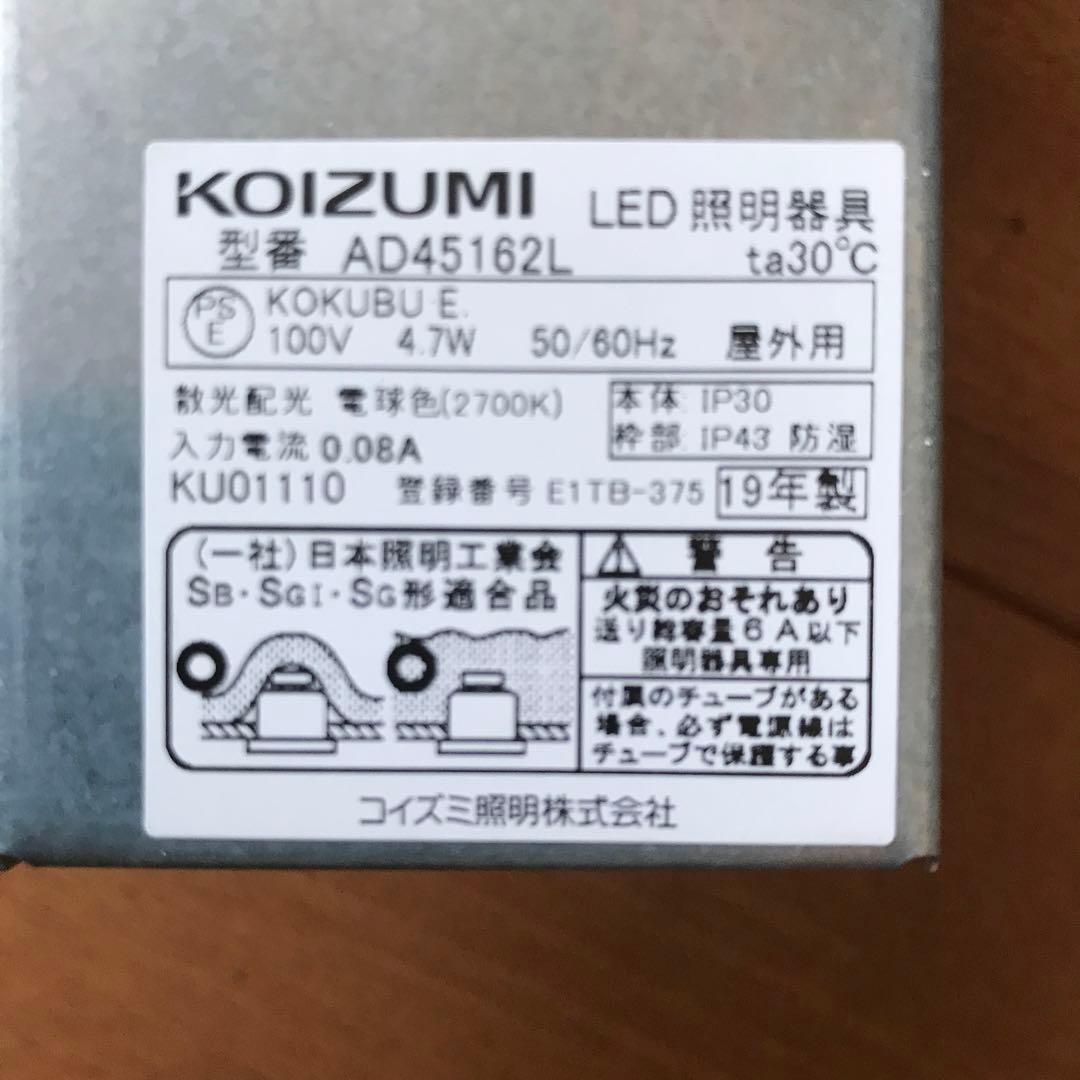 KOIZUMI LED 照明器具
型番 AD45162L ta30℃
PS E KOKUBU E.
100V 4.7W 50/60Hz 屋外用
散光配光 電球色(2700K)
本体: IP30
入力電流 0.08A
枠部: IP43 防湿
KU01110 登録番号 E1TB-375 19年製
(一社)日本照明工業会
SB・SGI・SG形適合品
警告
火災のおそれあり
送り総容量6A以下
照明器具専用
付属のチューブがある
場合、必ず電源線は
チューブで保護する事
コイズミ照明株式会社